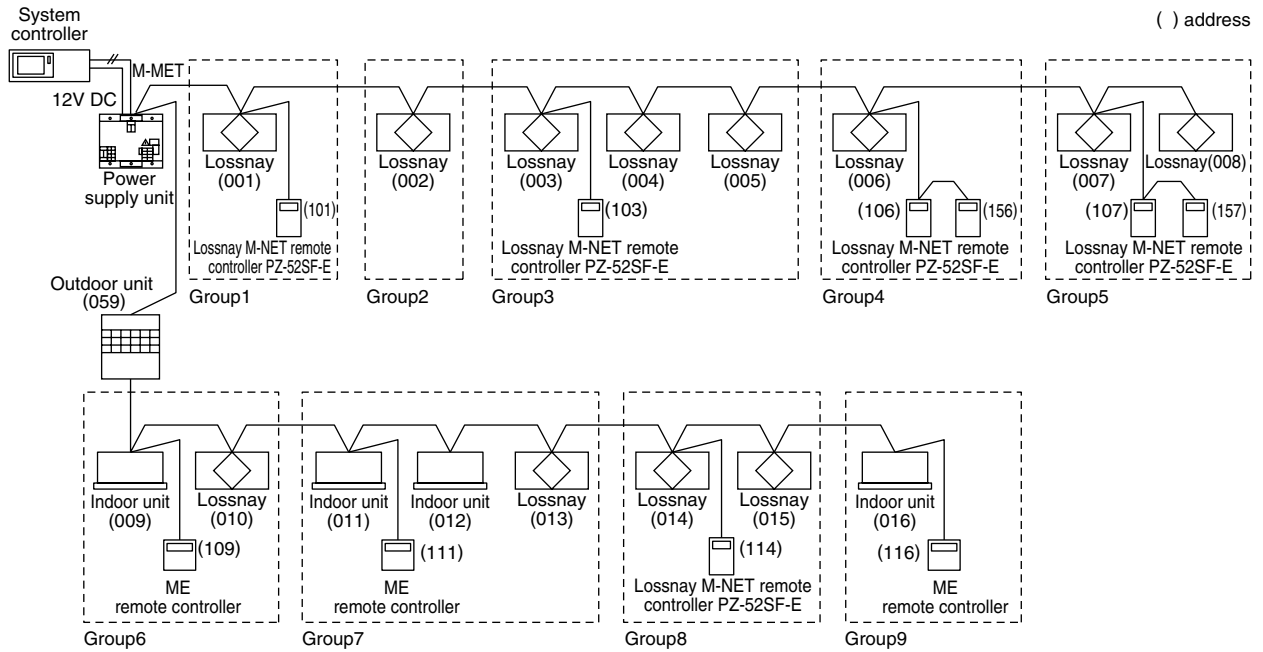 System
controller
( ) address
M-MET
12V DC
Power
supply unit
Lossnay
(001)
(101)
Lossnay M-NET remote
controller PZ-52SF-E
Group1
Lossnay
(002)
Group2
Lossnay
(003)
Lossnay
(004)
Lossnay
(005)
(103)
Lossnay M-NET remote
controller PZ-52SF-E
Group3
Lossnay
(006)
(106)
(156)
Lossnay M-NET remote
controller PZ-52SF-E
Group4
Lossnay
(007)
Lossnay(008)
(107)
(157)
Lossnay M-NET remote
controller PZ-52SF-E
Group5
Outdoor unit
(059)
Indoor unit
(009)
Lossnay
(010)
(109)
ME
remote controller
Group6
Indoor unit
(011)
Indoor unit
(012)
Lossnay
(013)
(111)
ME
remote controller
Group7
Lossnay
(014)
Lossnay
(015)
(114)
Lossnay M-NET remote
controller PZ-52SF-E
Group8
Indoor unit
(016)
(116)
ME
remote controller
Group9